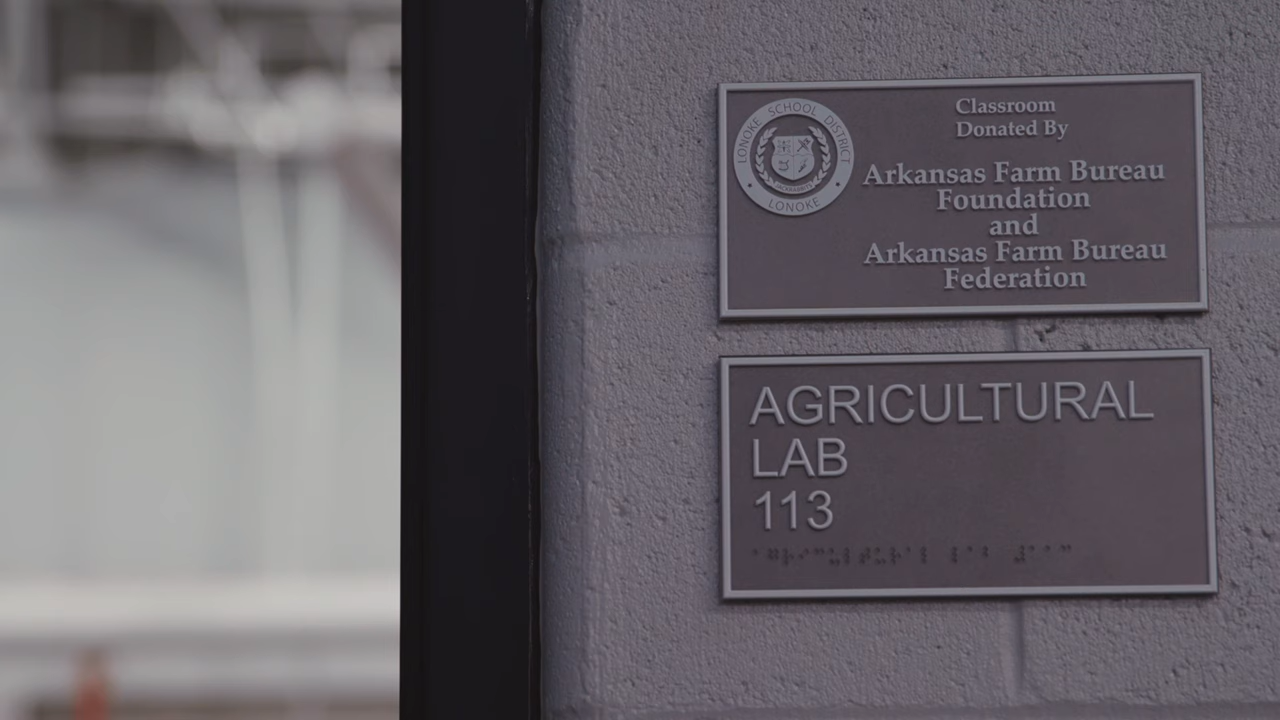 LONOKE SCHOOL DISTRICT
JACKRABBITS
LONOKE
Classroom
Donated By
Arkansas Farm Bureau
Foundation
and
Arkansas Farm Bureau
Federation
AGRICULTURAL
LAB
113